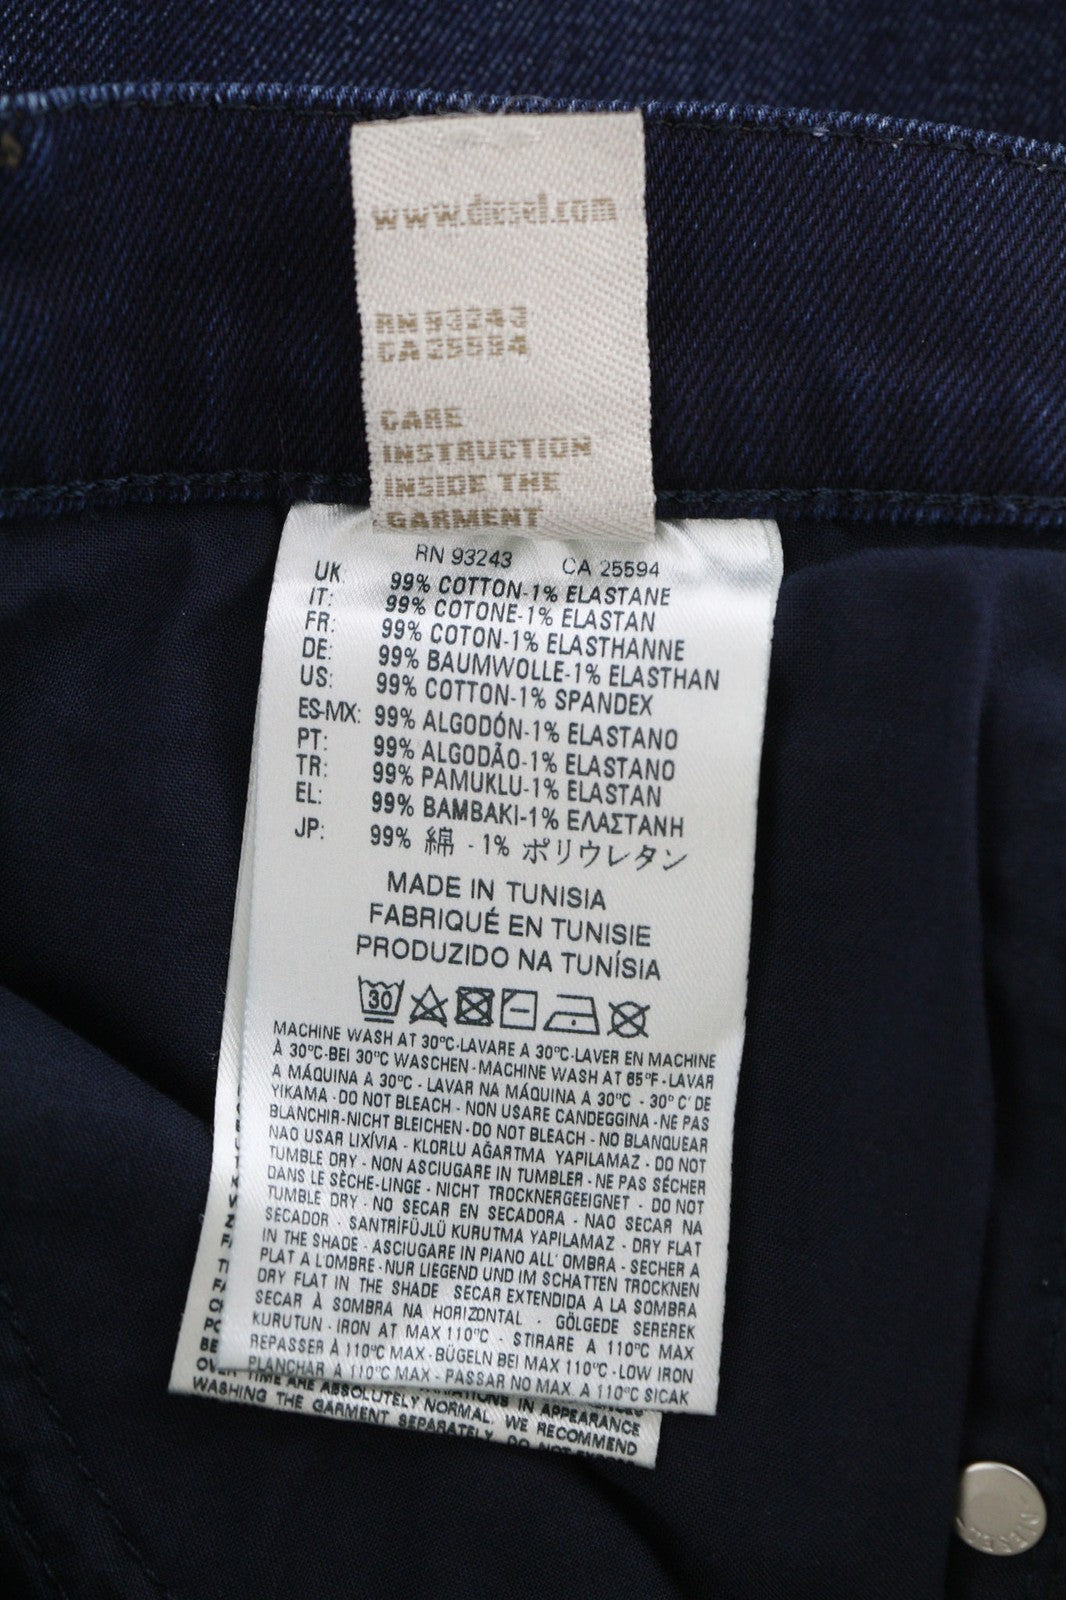 www.diesel.com
RN 93243
CA 25594
CARE
INSTRUCTION
INSIDE THE
GARMENT
RN 93243 CA 25594
UK: 99% COTTON-1% ELASTANE
IT: 99% COTONE-1% ELASTAN
FR: 99% COTON-1% ELASTHANNE
DE: 99% BAUMWOLLE-1% ELASTHAN
US: 99% COTTON-1% SPANDEX
ES-MX: 99% ALGODÓN-1% ELASTANO
PT: 99% ALGODÃO-1% ELASTANO
TR: 99% PAMUKLU-1% ELASTAN
EL: 99% BAMBAKI-1% ΕΛΑΣΤΑΝΗ
JP: 99% 綿 - 1% ポリウレタン
MADE IN TUNISIA
FABRIQUÉ EN TUNISIE
PRODUZIDO NA TUNÍSIA
30
MACHINE WASH AT 30°C-LAVARE A 30°C-LAVER EN MACHINE
À 30°C-BEI 30°C WASCHEN-MACHINE WASH AT 85°F-LAVAR
A MÁQUINA A 30°C - LAVAR NA MÁQUINA A 30°C - 30°C'DE
YIKAMA - DO NOT BLEACH - NON USARE CANDEGGINA - NE PAS
BLANCHIR-NICHT BLEICHEN- DO NOT BLEACH - NO BLANQUEAR
NAO USAR LIXÍVIA - KLORLU AĞARTMA YAPILAMAZ - DO NOT
TUMBLE DRY - NON ASCIUGARE IN TUMBLER - NE PAS SÉCHER
DANS LE SÈCHE-LINGE - NICHT TROCKNERGEEIGNET - DO NOT
TUMBLE DRY - NO SECAR EN SECADORA - NAO SECAR NA
SECADOR - SANTRİFÜJLÜ KURUTMA YAPILAMAZ - DRY FLAT
IN THE SHADE - ASCIUGARE IN PIANO ALL' OMBRA - SECHER A
PLAT A L'OMBRE - NUR LIEGEND UND IM SCHATTEN TROCKNEN
DRY FLAT IN THE SHADE SECAR EXTENDIDA A LA SOMBRA
SECAR À SOMBRA NA HORIZONTAL - GÖLGEDE SEREREK
KURUTUN - IRON AT MAX 110°C - STIRARE A 110°C MAX
REPASSER À 110°C MAX - BÜGELN BEI MAX 110°C - LOW IRON
PLANCHAR A 110°C MAX - PASSAR NO MAX. A 110°C SICAK
VARIATIONS IN APPEARANCE
OVER TIME ARE ABSOLUTELY NORMAL. WE RECOMMEND
WASHING THE GARMENT SEPARATELY. DO NOT